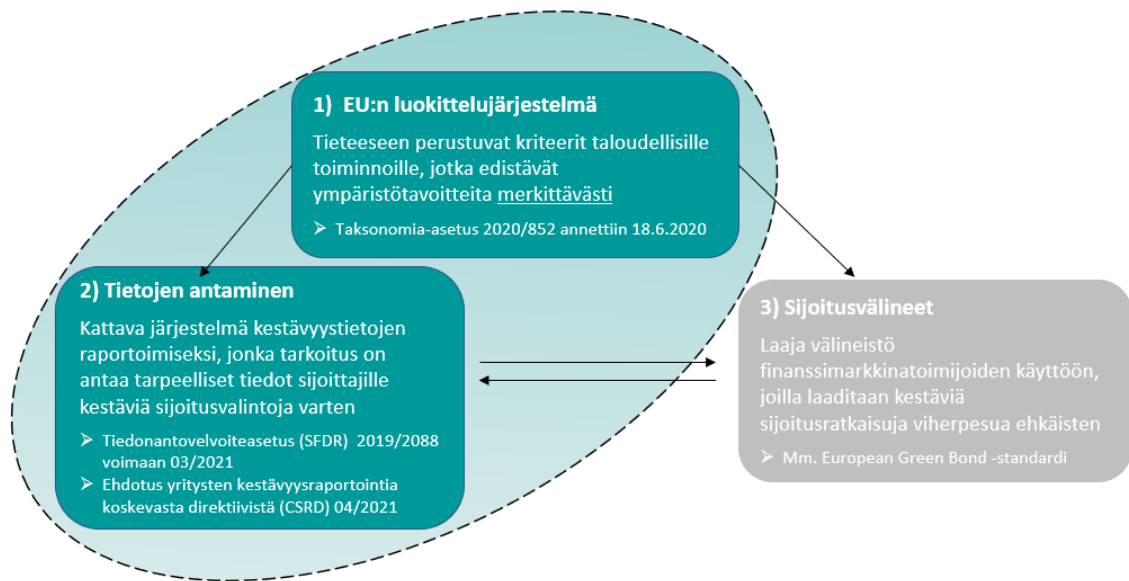 1) EU:n luokittelujärjestelmä
Tieteeseen perustuvat kriteerit taloudellisille
toiminnoille, jotka edistävät
ympäristötavoitteita merkittävästi
➢ Taksonomia-asetus 2020/852 annettiin 18.6.2020
2) Tietojen antaminen
Kattava järjestelmä kestävyystietojen
raportoimiseksi, jonka tarkoitus on
antaa tarpeelliset tiedot sijoittajille
kestäviä sijoitusvalintoja varten
➢ Tiedonantovelvoiteasetus (SFDR) 2019/2088
voimaan 03/2021
➢ Ehdotus yritysten kestävyysraportointia
koskevasta direktiivistä (CSRD) 04/2021
3) Sijoitusvälineet
Laaja välineistö
finanssimarkkinatoimijoiden käyttöön,
joilla laaditaan kestäviä
sijoitusratkaisuja viherpesua ehkäisten
➢ Mm. European Green Bond -standardi